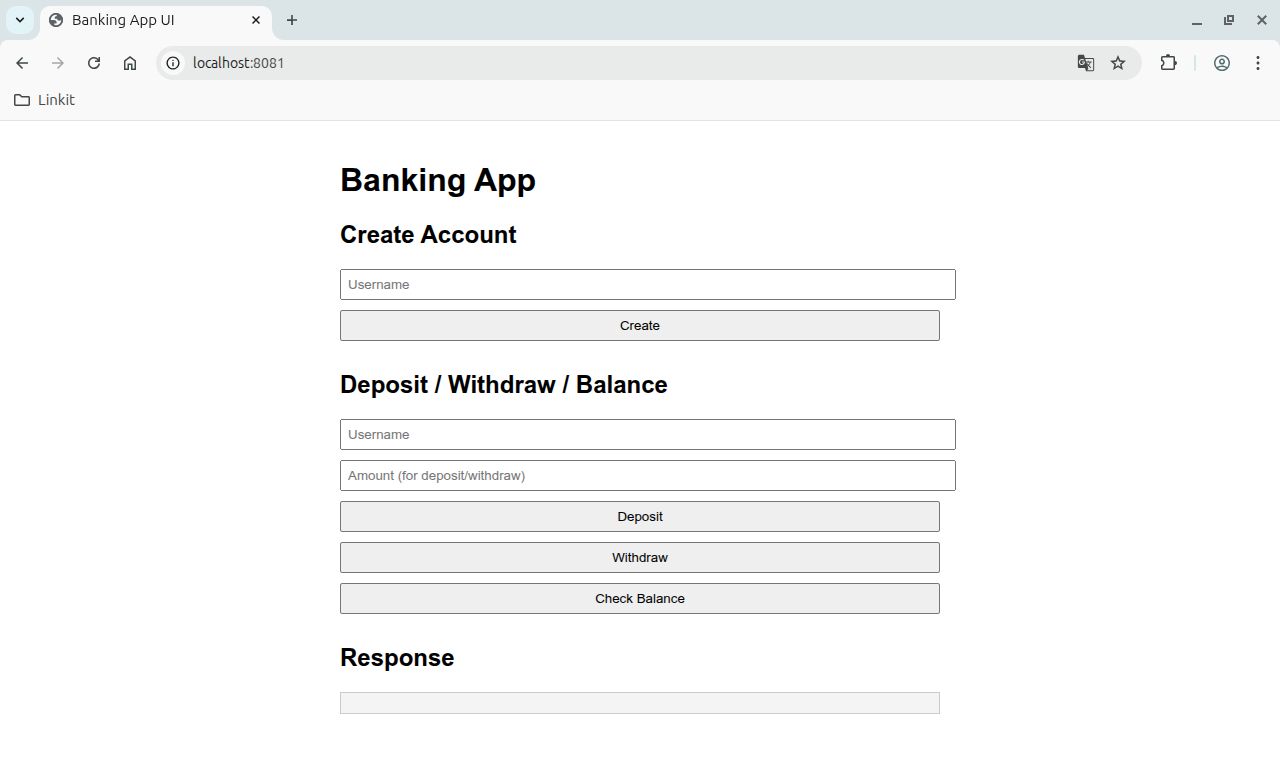 Banking App UI
localhost:8081
Linkit
Banking App
Create Account
Username
Create
Deposit / Withdraw / Balance
Username
Amount (for deposit/withdraw)
Deposit
Withdraw
Check Balance
Response